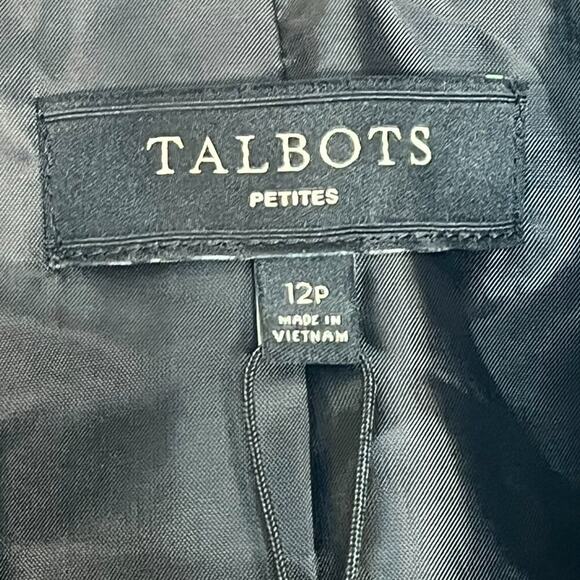 TALBOTS
PETITES
12P
MADE IN
VIETNAM